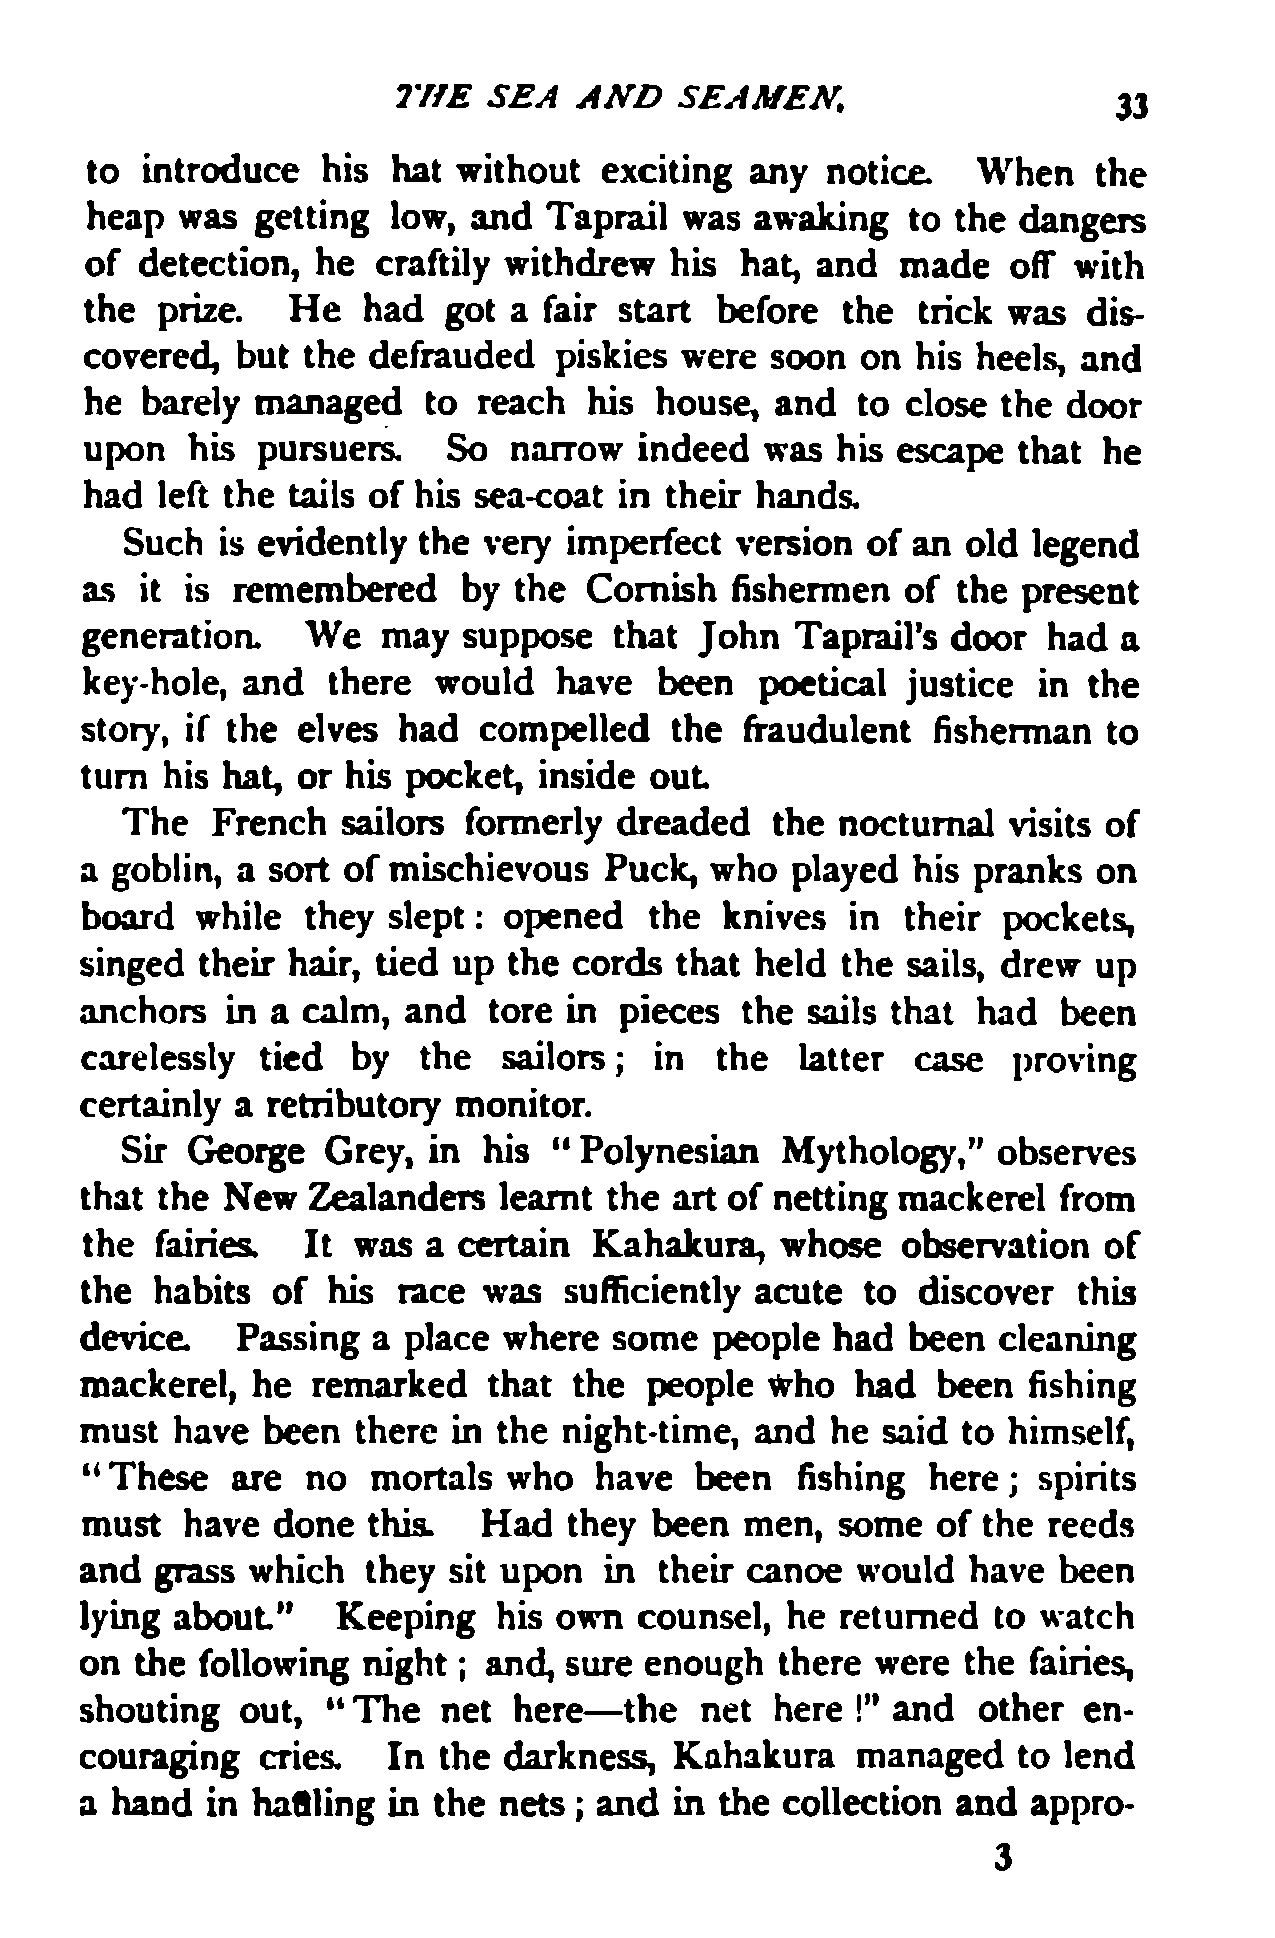 THE SEA AND SEAMEN. 33
to introduce his hat without exciting any notice. When the
heap was getting low, and Taprail was awaking to the dangers
of detection, he craftily withdrew his hat, and made off with
the prize. He had got a fair start before the trick was dis-
covered, but the defrauded piskies were soon on his heels, and
he barely managed to reach his house, and to close the door
upon his pursuers. So narrow indeed was his escape that he
had left the tails of his sea-coat in their hands.
Such is evidently the very imperfect version of an old legend
as it is remembered by the Cornish fishermen of the present
generation. We may suppose that John Taprail's door had a
key-hole, and there would have been poetical justice in the
story, if the elves had compelled the fraudulent fisherman to
turn his hat, or his pocket, inside out.
The French sailors formerly dreaded the nocturnal visits of
a goblin, a sort of mischievous Puck, who played his pranks on
board while they slept : opened the knives in their pockets,
singed their hair, tied up the cords that held the sails, drew up
anchors in a calm, and tore in pieces the sails that had been
carelessly tied by the sailors ; in the latter case proving
certainly a retributory monitor.
Sir George Grey, in his "Polynesian Mythology," observes
that the New Zealanders learnt the art of netting mackerel from
the fairies. It was a certain Kahakura, whose observation of
the habits of his race was sufficiently acute to discover this
device. Passing a place where some people had been cleaning
mackerel, he remarked that the people who had been fishing
must have been there in the night-time, and he said to himself,
"These are no mortals who have been fishing here ; spirits
must have done this. Had they been men, some of the reeds
and grass which they sit upon in their canoe would have been
lying about." Keeping his own counsel, he returned to watch
on the following night ; and, sure enough there were the fairies,
shouting out, "The net here—the net here !" and other en-
couraging cries. In the darkness, Kahakura managed to lend
a hand in hauling in the nets ; and in the collection and appro-
3